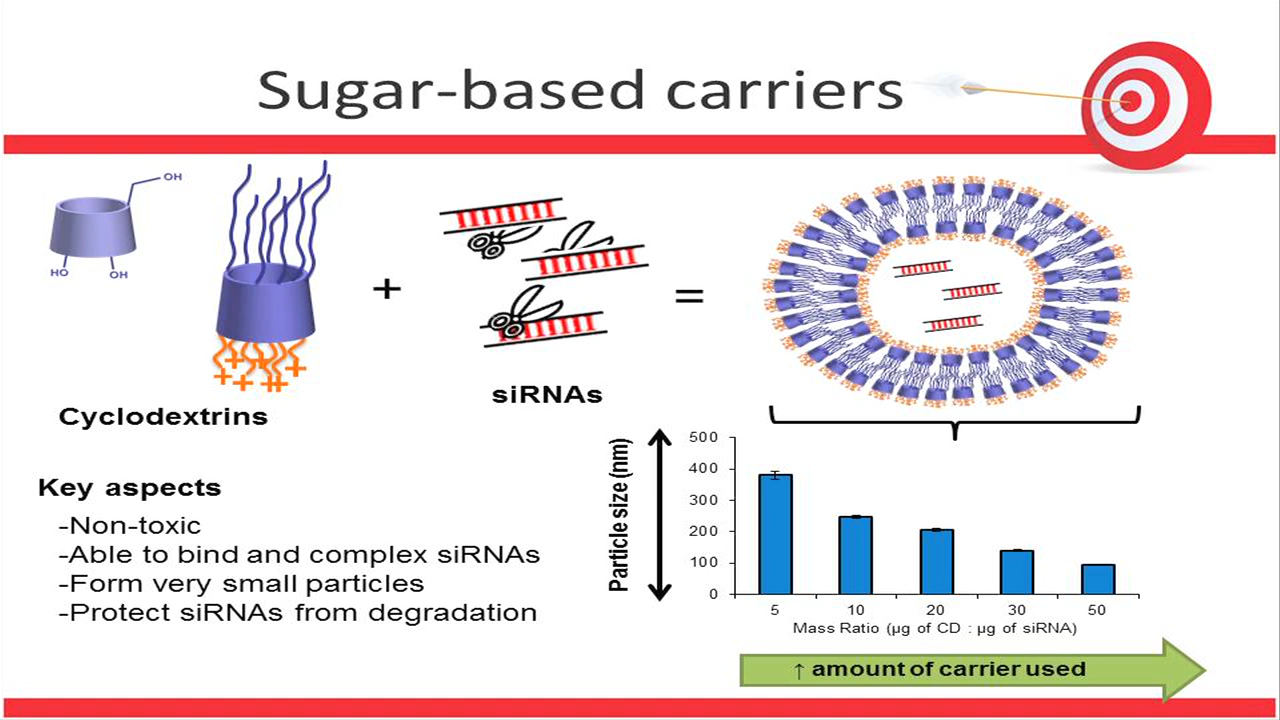 Sugar-based carriers
OH
HO
OH
+
=
siRNAs
Cyclodextrins
Key aspects
-Non-toxic
-Able to bind and complex siRNAs
-Form very small particles
-Protect siRNAs from degradation
Particle size (nm)
500
400
300
200
100
0
5 10 20 30 50
Mass Ratio (µg of CD : µg of siRNA)
↑ amount of carrier used